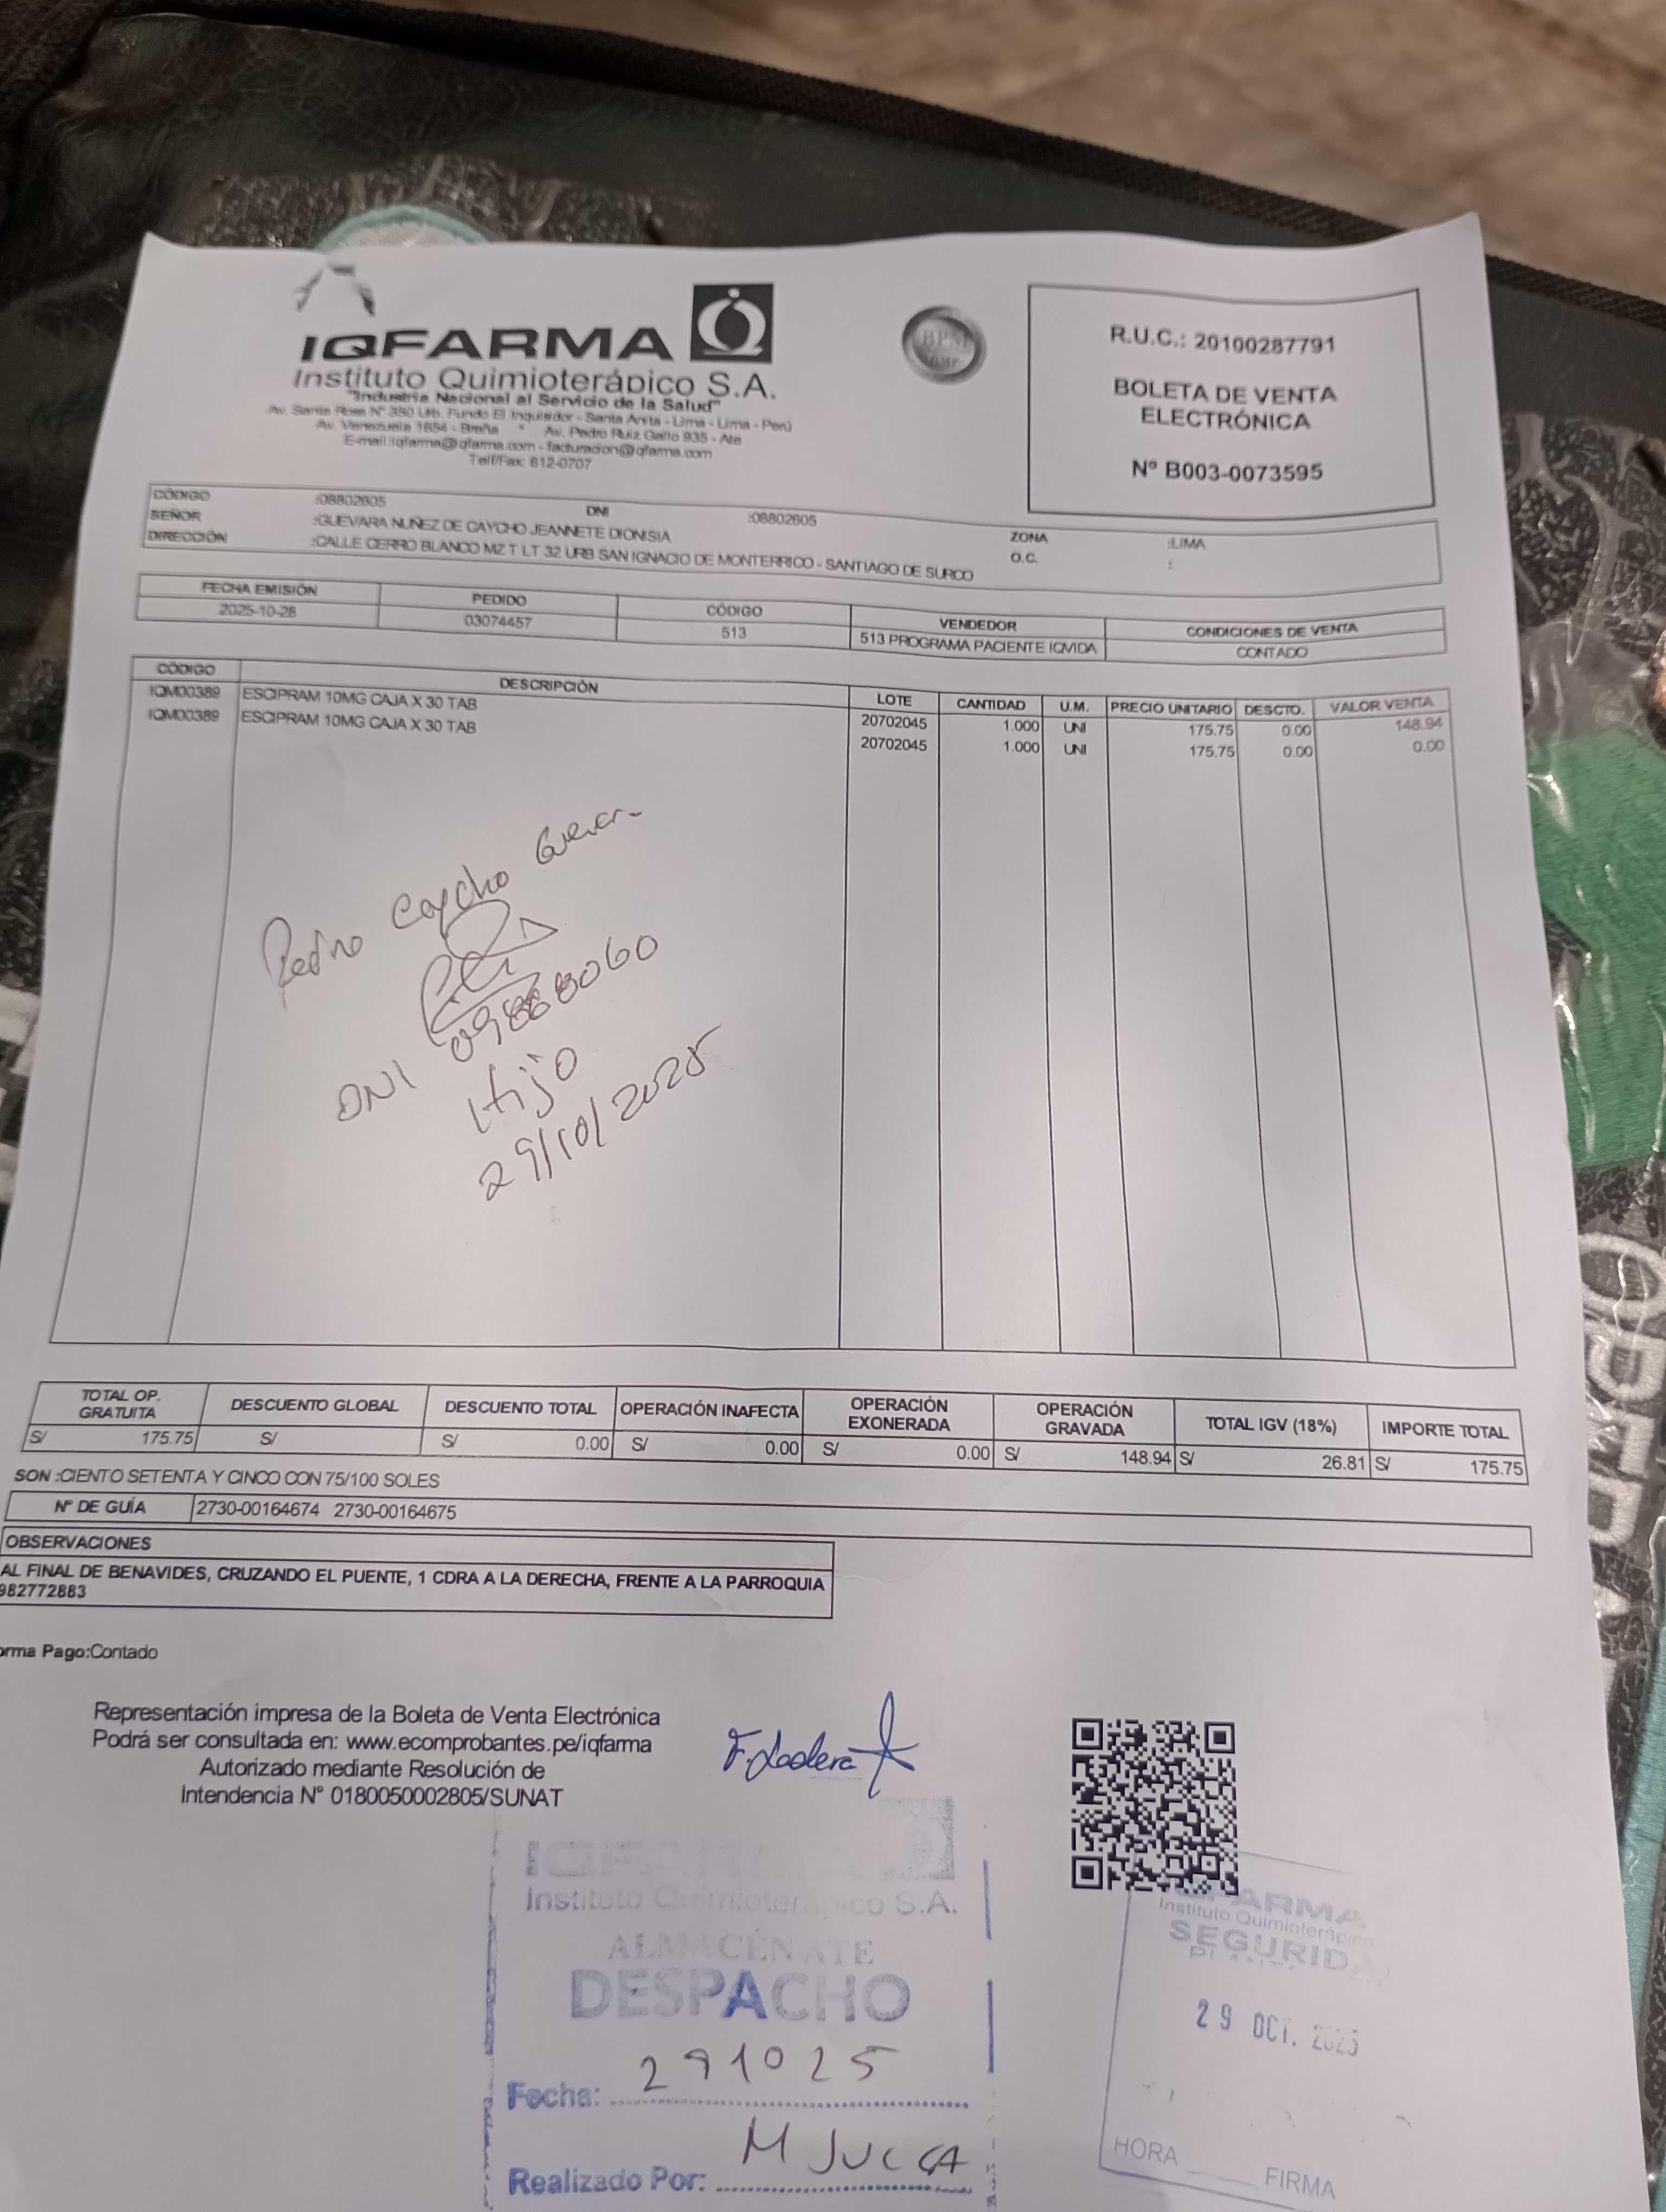 IQFARMA
Instituto Quimioterápico S.A.
"Industria Nacional al Servicio de la Salud"
Av. Santa Rosa N° 350 Urb. Fundo El Inquisidor - Santa Anita - Lima - Lima - Perú
Av. Venezuela 1654 - Breña * Av. Pedro Ruiz Gallo 935 - Ate
E-mail:iqfarma@iqfarma.com - facturacion@iqfarma.com
Telf/Fax: 612-0707
BPM
R.U.C.: 20100287791
BOLETA DE VENTA
ELECTRÓNICA
Nº B003-0073595
CÓDIGO :08802605 DNI :08802605
SEÑOR :GUEVARA NUÑEZ DE CAYCHO JEANNETE DIONISIA ZONA :LIMA
DIRECCIÓN :CALLE CERRO BLANCO MZ T LT 32 URB SAN IGNACIO DE MONTERRICO - SANTIAGO DE SURCO O.C. :
FECHA EMISIÓN PEDIDO CÓDIGO VENDEDOR CONDICIONES DE VENTA
2025-10-28 03074457 513 513 PROGRAMA PACIENTE IQVIDA CONTADO
CÓDIGO DESCRIPCIÓN LOTE CANTIDAD U.M. PRECIO UNITARIO DESCTO. VALOR VENTA
IQM00389 ESCIPRAM 10MG CAJA X 30 TAB 20702045 1.000 UNI 175.75 0.00 148.94
IQM00389 ESCIPRAM 10MG CAJA X 30 TAB 20702045 1.000 UNI 175.75 0.00 0.00
Pedro Caycho
DNI
Hijo
29/10/2025
TOTAL OP. GRATUITA DESCUENTO GLOBAL DESCUENTO TOTAL OPERACIÓN INAFECTA OPERACIÓN EXONERADA OPERACIÓN GRAVADA TOTAL IGV (18%) IMPORTE TOTAL
S/ 175.75 S/ S/ 0.00 S/ 0.00 S/ 0.00 S/ 148.94 S/ 26.81 S/ 175.75
SON :CIENTO SETENTA Y CINCO CON 75/100 SOLES
Nº DE GUÍA 2730-00164674 2730-00164675
OBSERVACIONES
AL FINAL DE BENAVIDES, CRUZANDO EL PUENTE, 1 CDRA A LA DERECHA, FRENTE A LA PARROQUIA
982772883
orma Pago:Contado
Representación impresa de la Boleta de Venta Electrónica
Podrá ser consultada en: www.ecomprobantes.pe/iqfarma
Autorizado mediante Resolución de
Intendencia N° 0180050002805/SUNAT
IQFARMA
Instituto Quimioterápico S.A.
ALMACÉN ATE
DESPACHO
Fecha: 291025
Realizado Por: M JUCCA
IQFARMA
Instituto Quimioterápic
SEGURIDA
29 OCT. 2025
HORA FIRMA